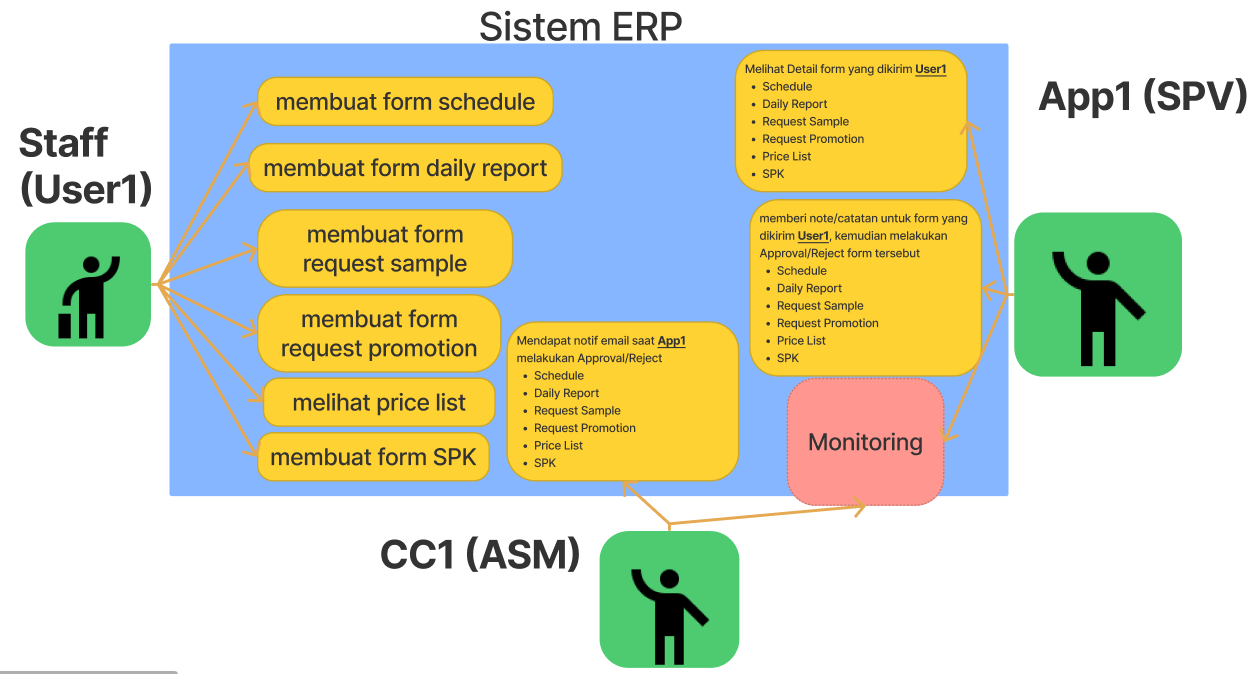 Sistem ERP
Staff
(User1)
membuat form schedule
membuat form daily report
membuat form
request sample
membuat form
request promotion
melihat price list
membuat form SPK
Mendapat notif email saat App1
melakukan Approval/Reject
• Schedule
• Daily Report
• Request Sample
• Request Promotion
• Price List
• SPK
Melihat Detail form yang dikirim User1
• Schedule
• Daily Report
• Request Sample
• Request Promotion
• Price List
• SPK
memberi note/catatan untuk form yang
dikirim User1, kemudian melakukan
Approval/Reject form tersebut
• Schedule
• Daily Report
• Request Sample
• Request Promotion
• Price List
• SPK
Monitoring
App1 (SPV)
CC1 (ASM)